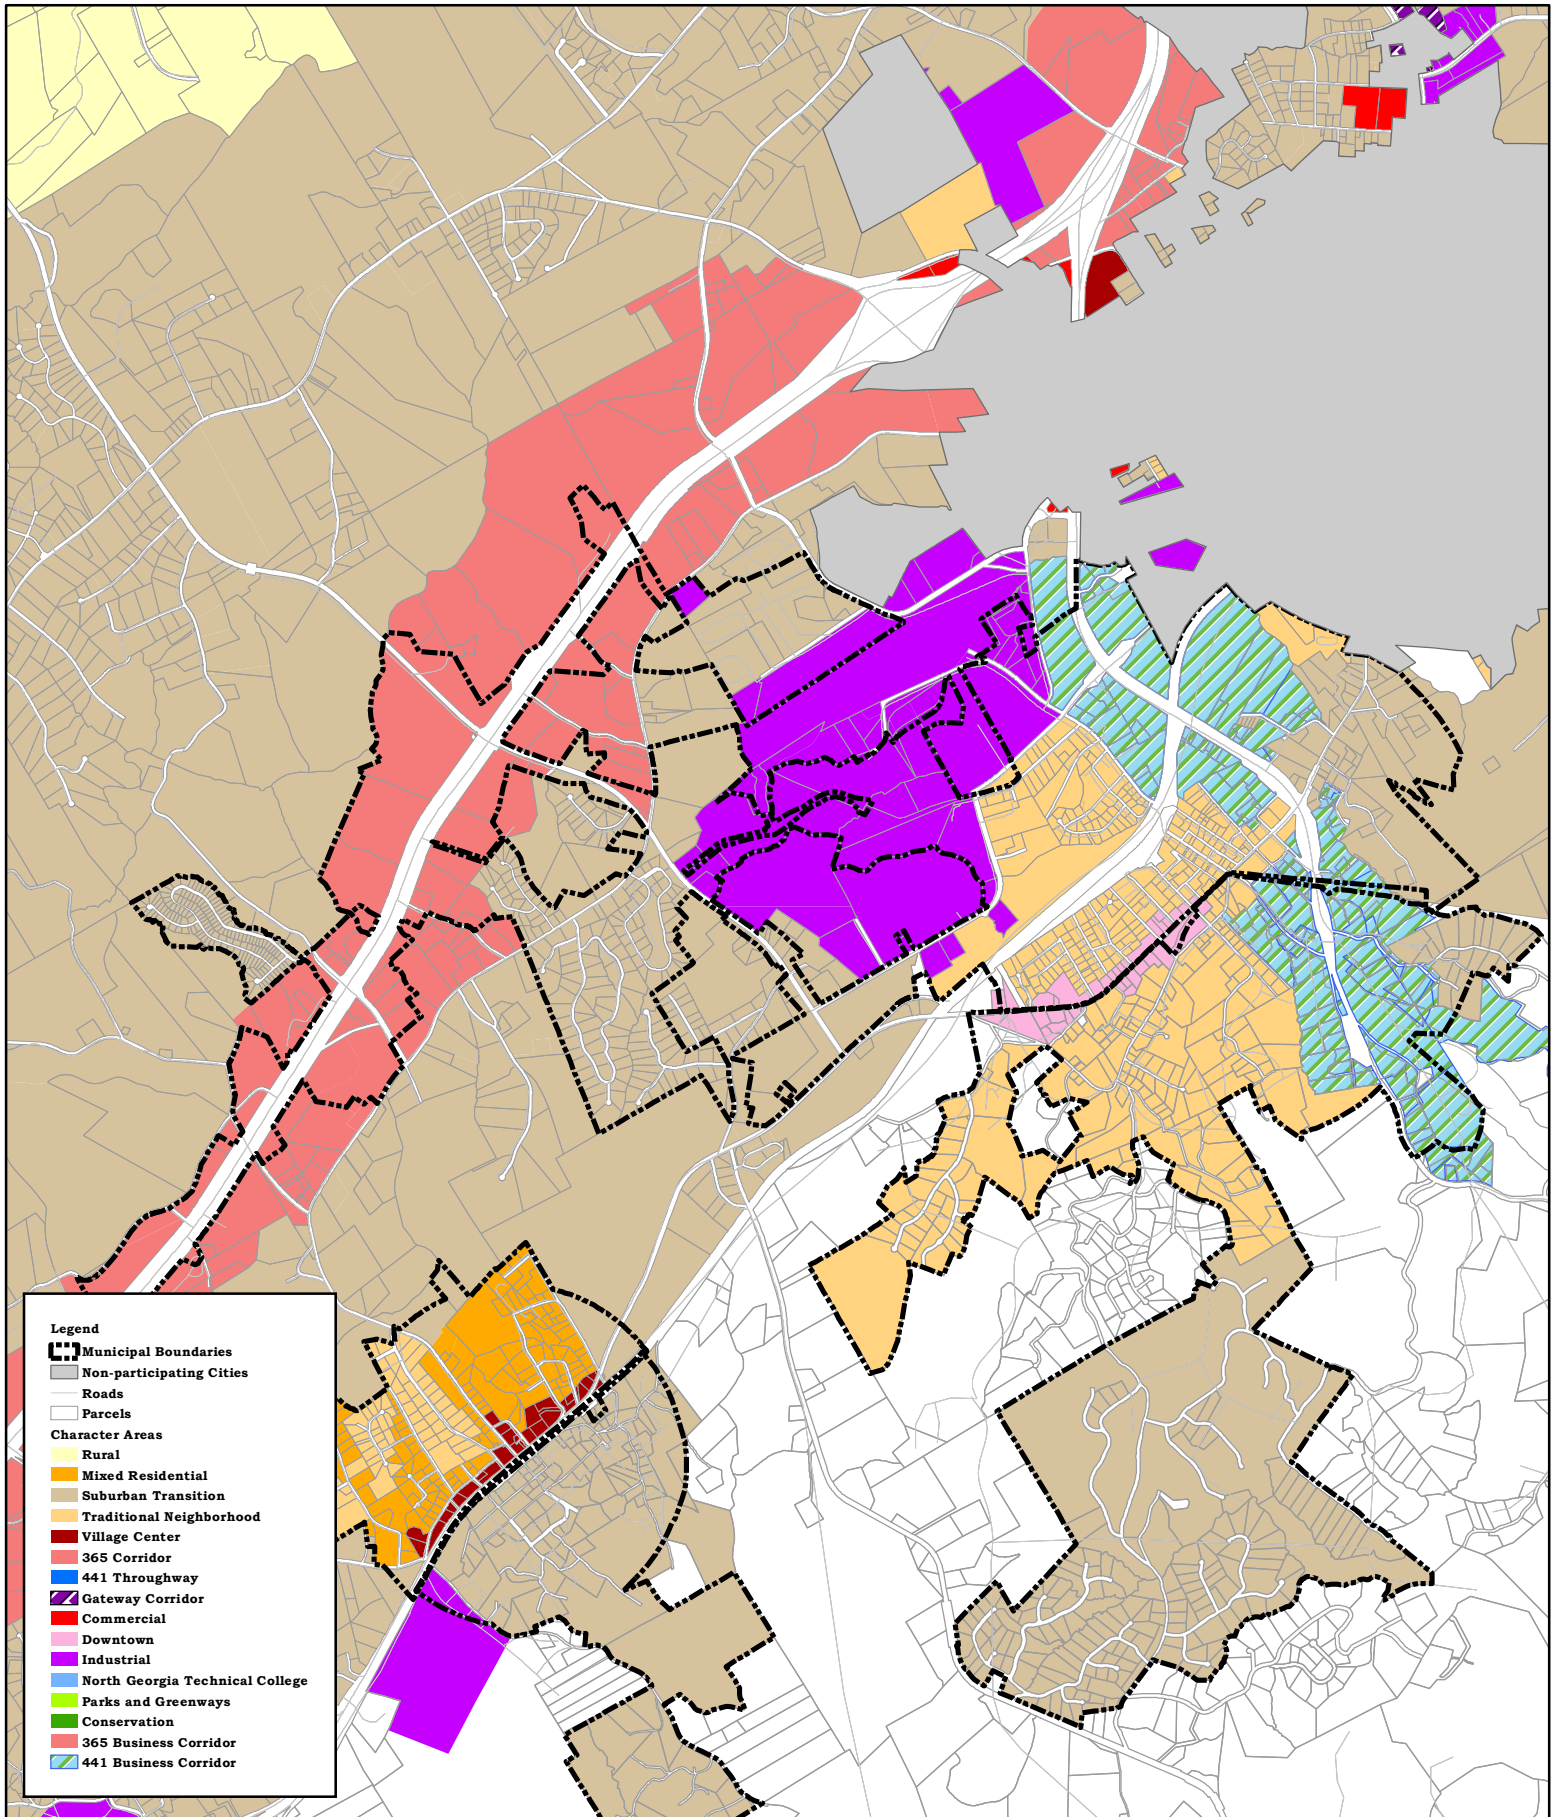 Legend
Municipal Boundaries
Non-participating Cities
Roads
Parcels
Character Areas
Rural
Mixed Residential
Suburban Transition
Traditional Neighborhood
Village Center
365 Corridor
441 Throughway
Gateway Corridor
Commercial
Downtown
Industrial
North Georgia Technical College
Parks and Greenways
Conservation
365 Business Corridor
441 Business Corridor